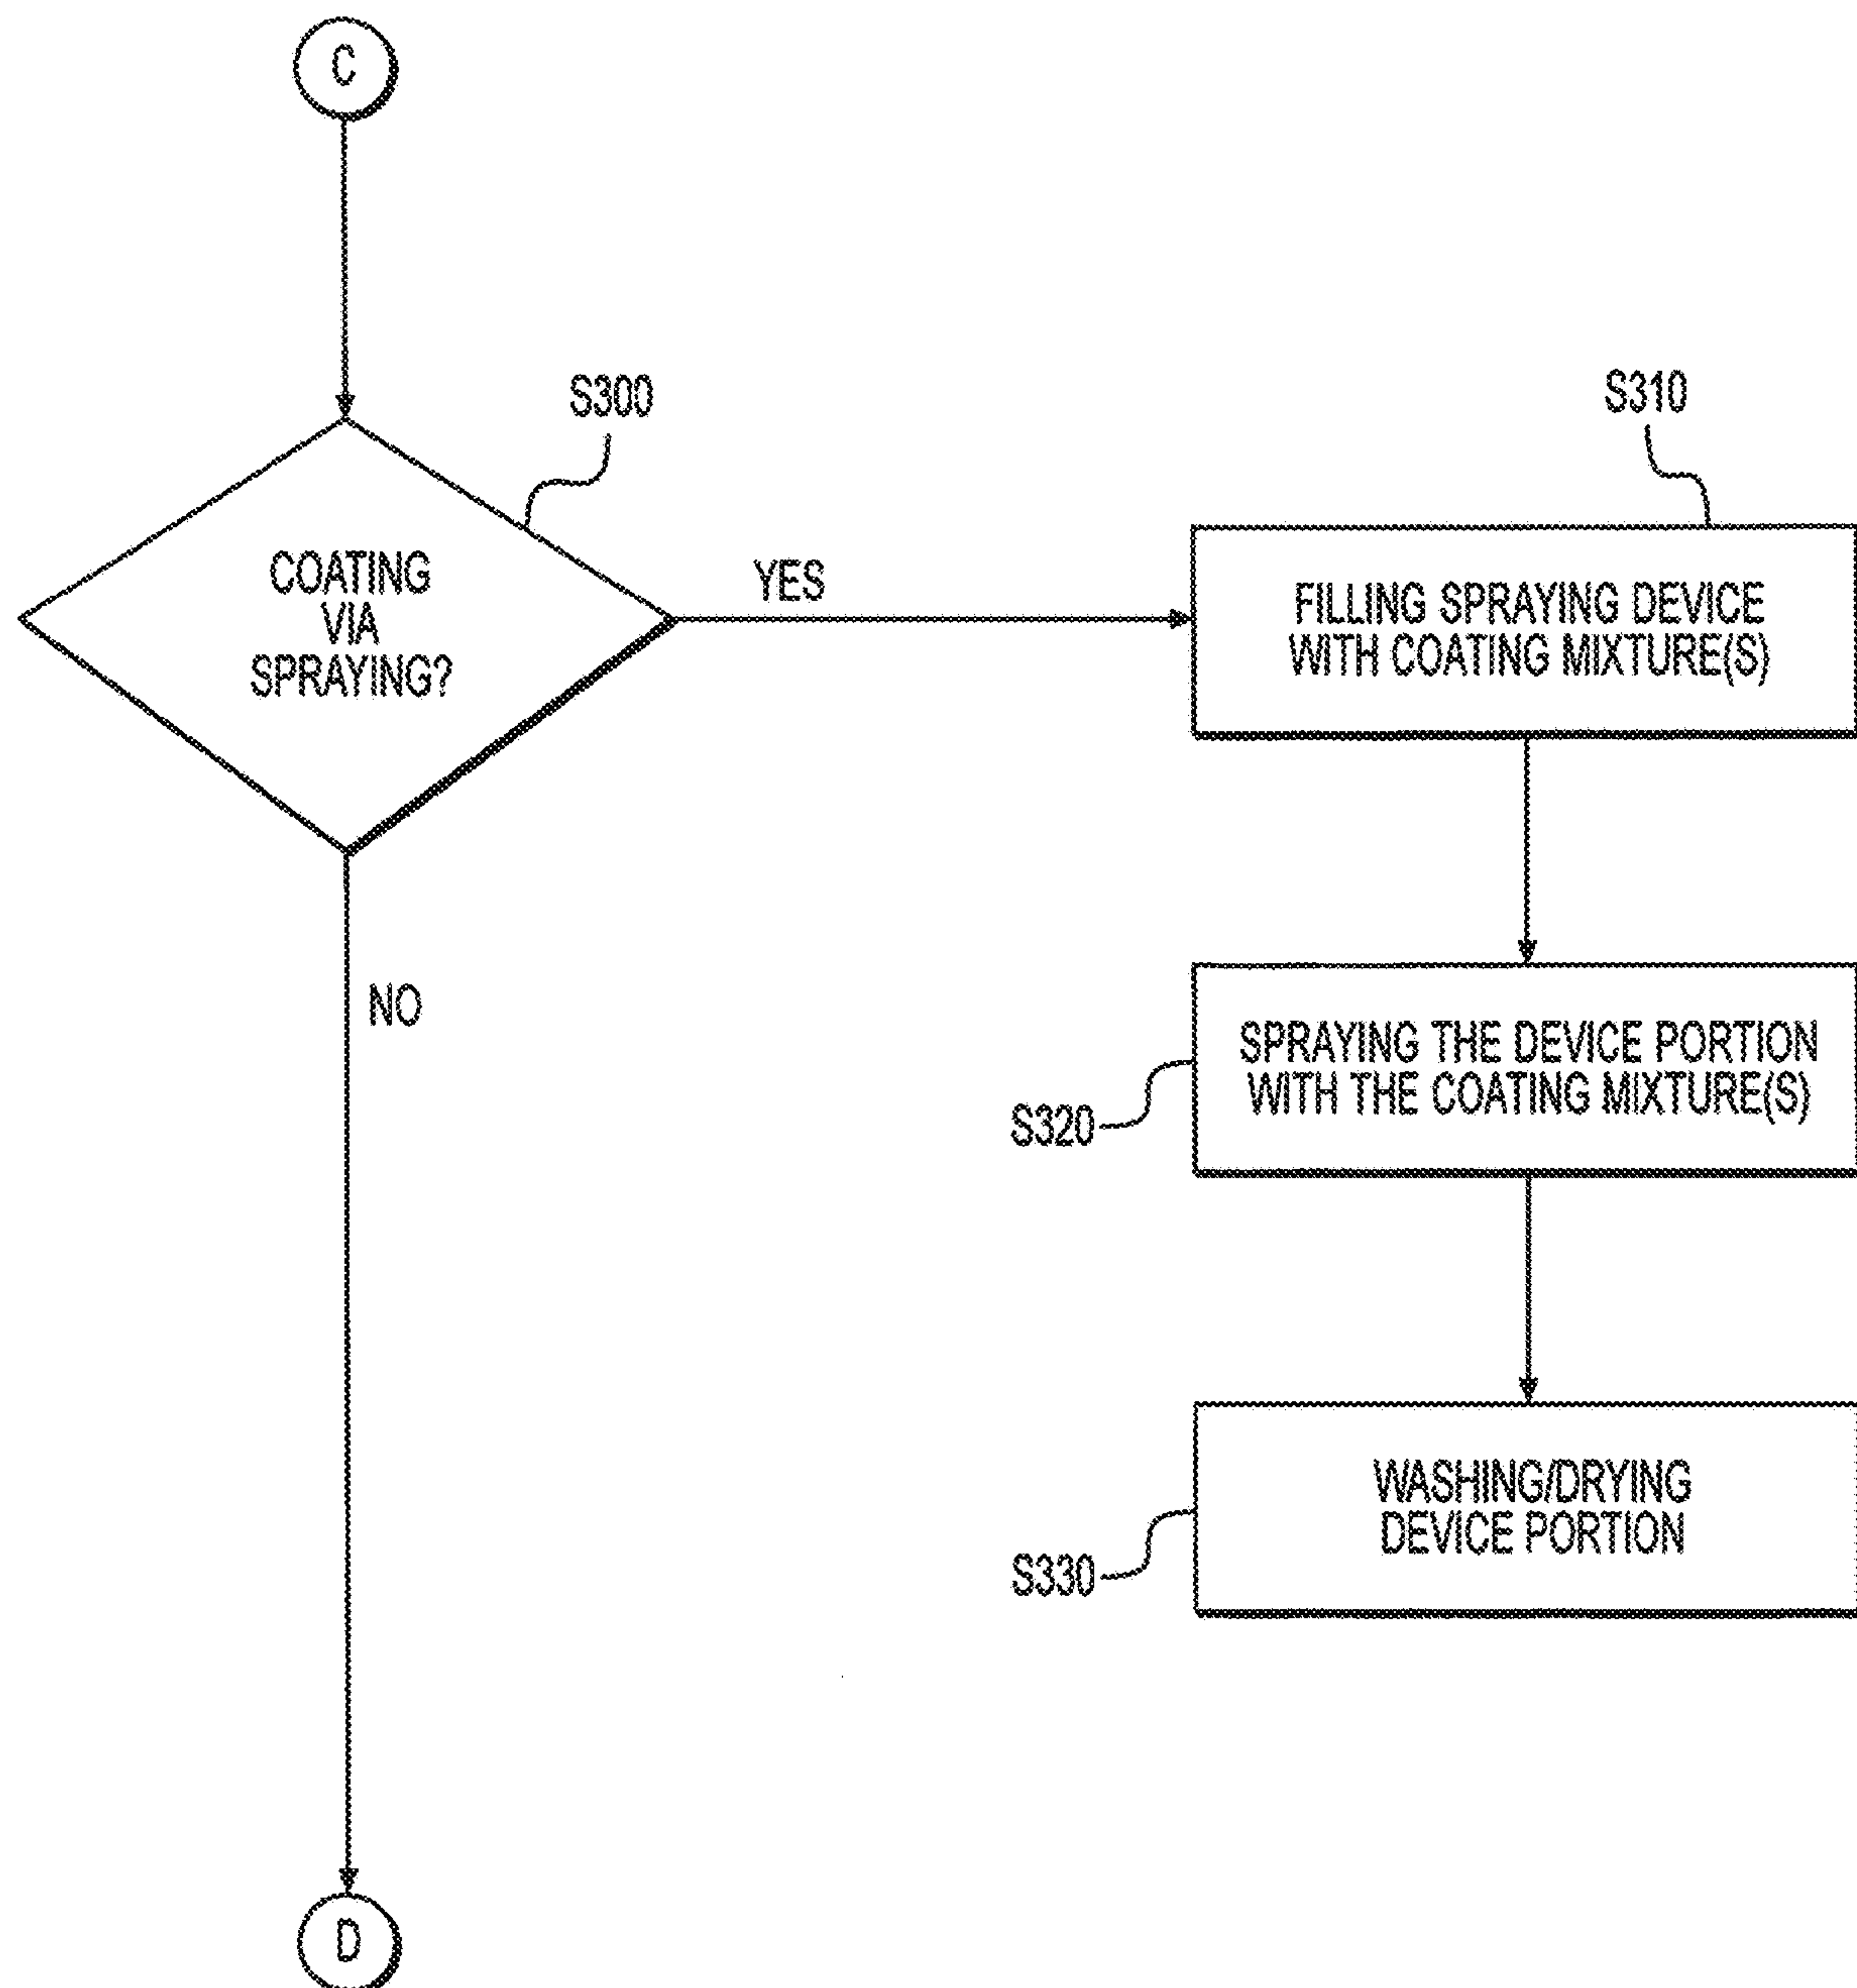 C
S300
S310
COATING
VIA
SPRAYING?
YES
FILLING SPRAYING DEVICE
WITH COATING MIXTURE(S)
NO
SPRAYING THE DEVICE PORTION
WITH THE COATING MIXTURE(S)
S320
WASHING/DRYING
DEVICE PORTION
S330
D